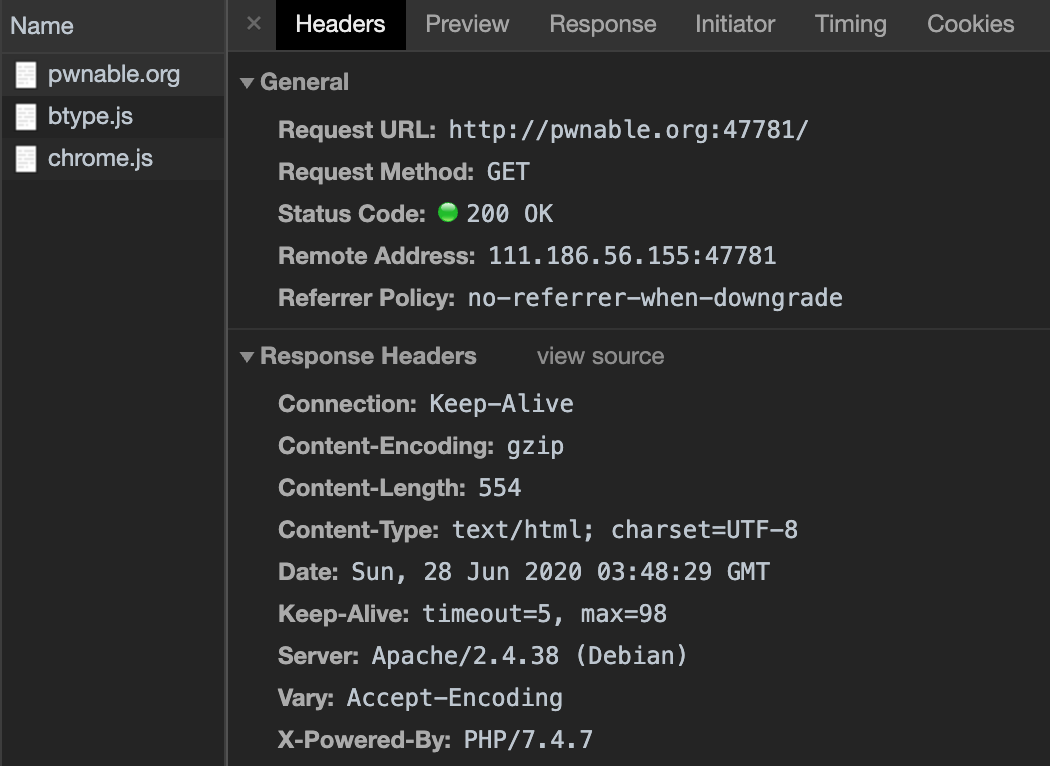 Name
pwnable.org
btype.js
chrome.js
× Headers Preview Response Initiator Timing Cookies
▼ General
Request URL: http://pwnable.org:47781/
Request Method: GET
Status Code: 200 OK
Remote Address: 111.186.56.155:47781
Referrer Policy: no-referrer-when-downgrade
▼ Response Headers view source
Connection: Keep-Alive
Content-Encoding: gzip
Content-Length: 554
Content-Type: text/html; charset=UTF-8
Date: Sun, 28 Jun 2020 03:48:29 GMT
Keep-Alive: timeout=5, max=98
Server: Apache/2.4.38 (Debian)
Vary: Accept-Encoding
X-Powered-By: PHP/7.4.7